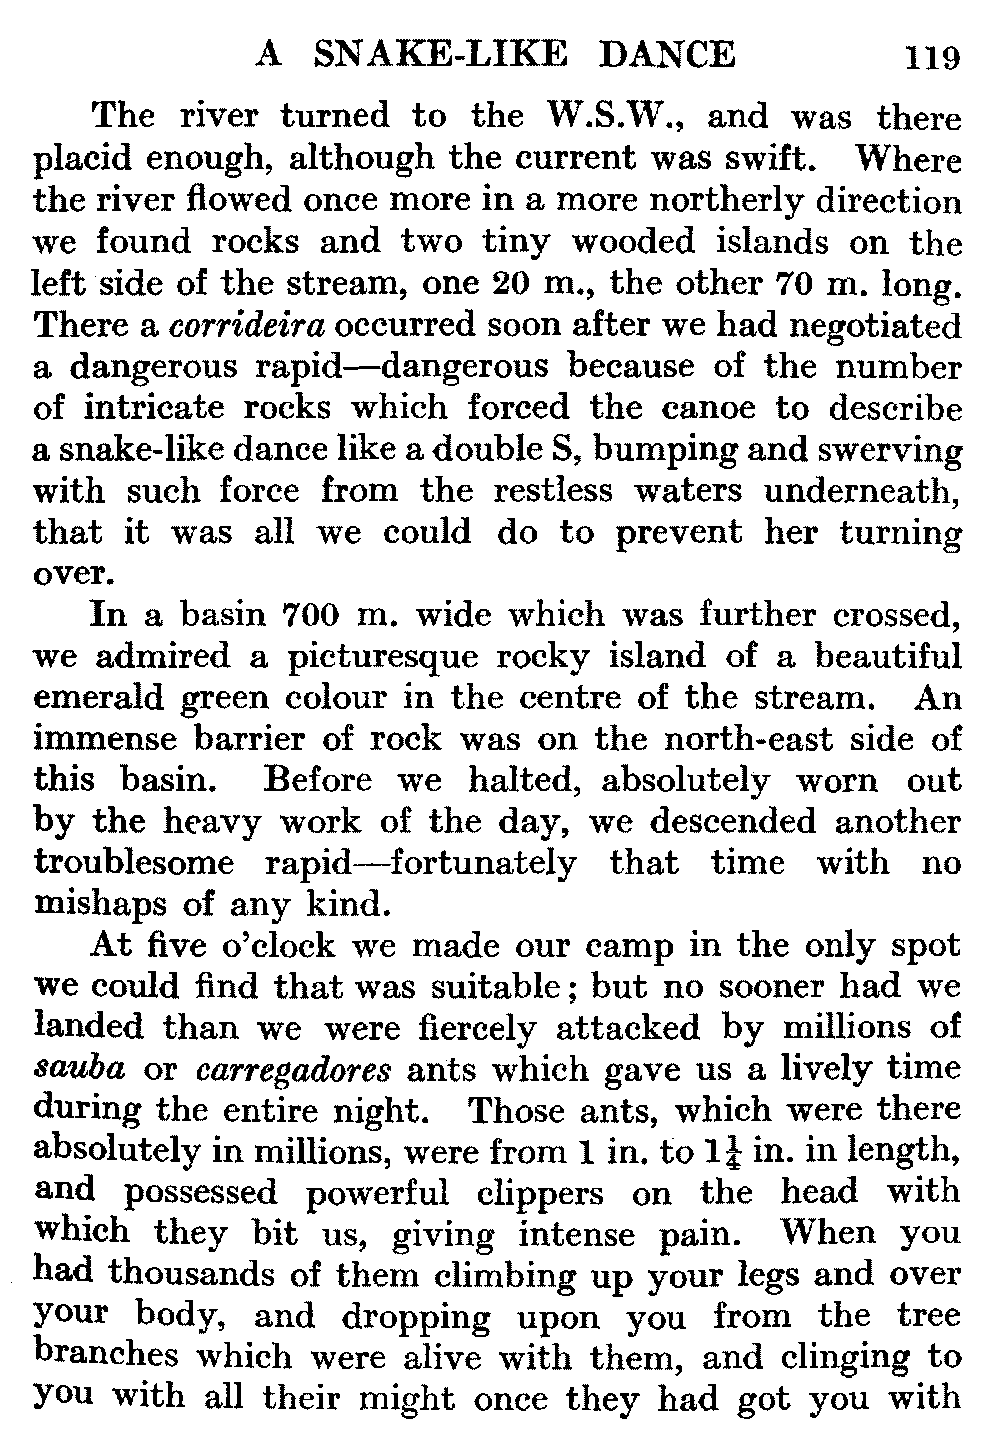 A SNAKE-LIKE DANCE 119
The river turned to the W.S.W., and was there
placid enough, although the current was swift. Where
the river flowed once more in a more northerly direction
we found rocks and two tiny wooded islands on the
left side of the stream, one 20 m., the other 70 m. long.
There a corrideira occurred soon after we had negotiated
a dangerous rapid—dangerous because of the number
of intricate rocks which forced the canoe to describe
a snake-like dance like a double S, bumping and swerving
with such force from the restless waters underneath,
that it was all we could do to prevent her turning
over.
In a basin 700 m. wide which was further crossed,
we admired a picturesque rocky island of a beautiful
emerald green colour in the centre of the stream. An
immense barrier of rock was on the north-east side of
this basin. Before we halted, absolutely worn out
by the heavy work of the day, we descended another
troublesome rapid—fortunately that time with no
mishaps of any kind.
At five o'clock we made our camp in the only spot
we could find that was suitable; but no sooner had we
landed than we were fiercely attacked by millions of
sauba or carregadores ants which gave us a lively time
during the entire night. Those ants, which were there
absolutely in millions, were from 1 in. to 1¼ in. in length,
and possessed powerful clippers on the head with
which they bit us, giving intense pain. When you
had thousands of them climbing up your legs and over
your body, and dropping upon you from the tree
branches which were alive with them, and clinging to
you with all their might once they had got you with